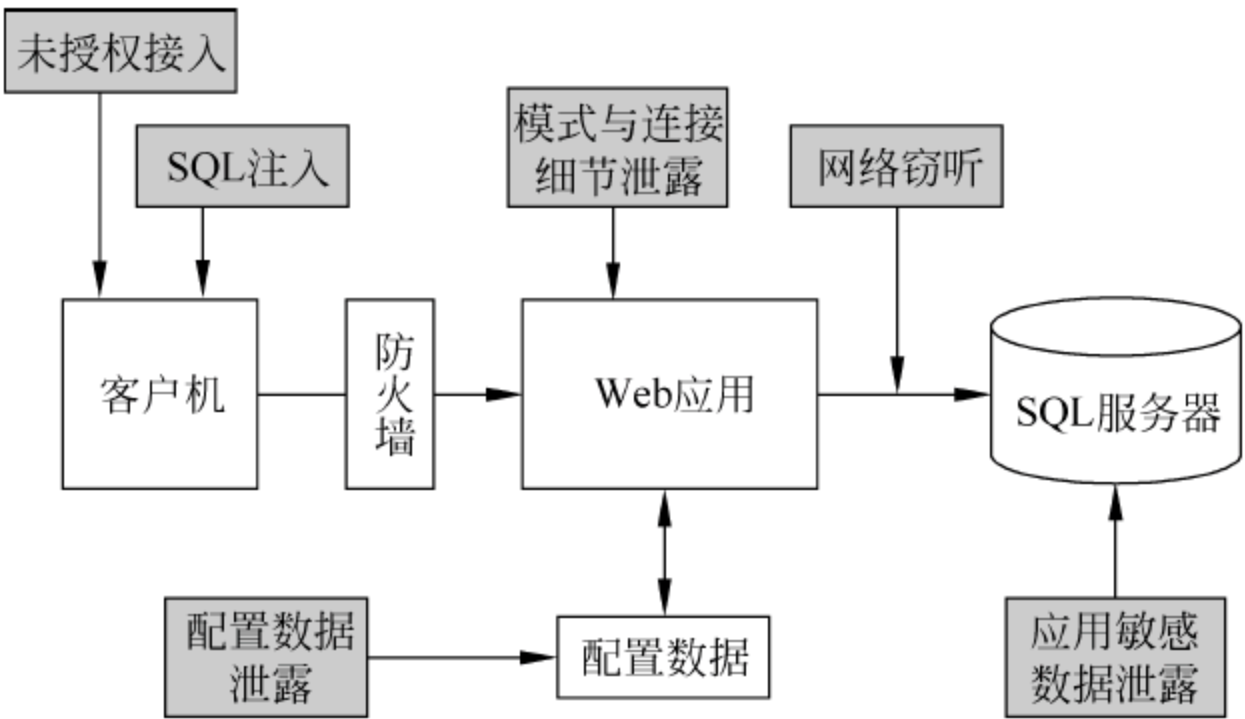 未授权接入
SQL注入
模式与连接
细节泄露
网络窃听
客户机
防
火
墙
Web应用
SQL服务器
配置数据
泄露
配置数据
应用敏感
数据泄露